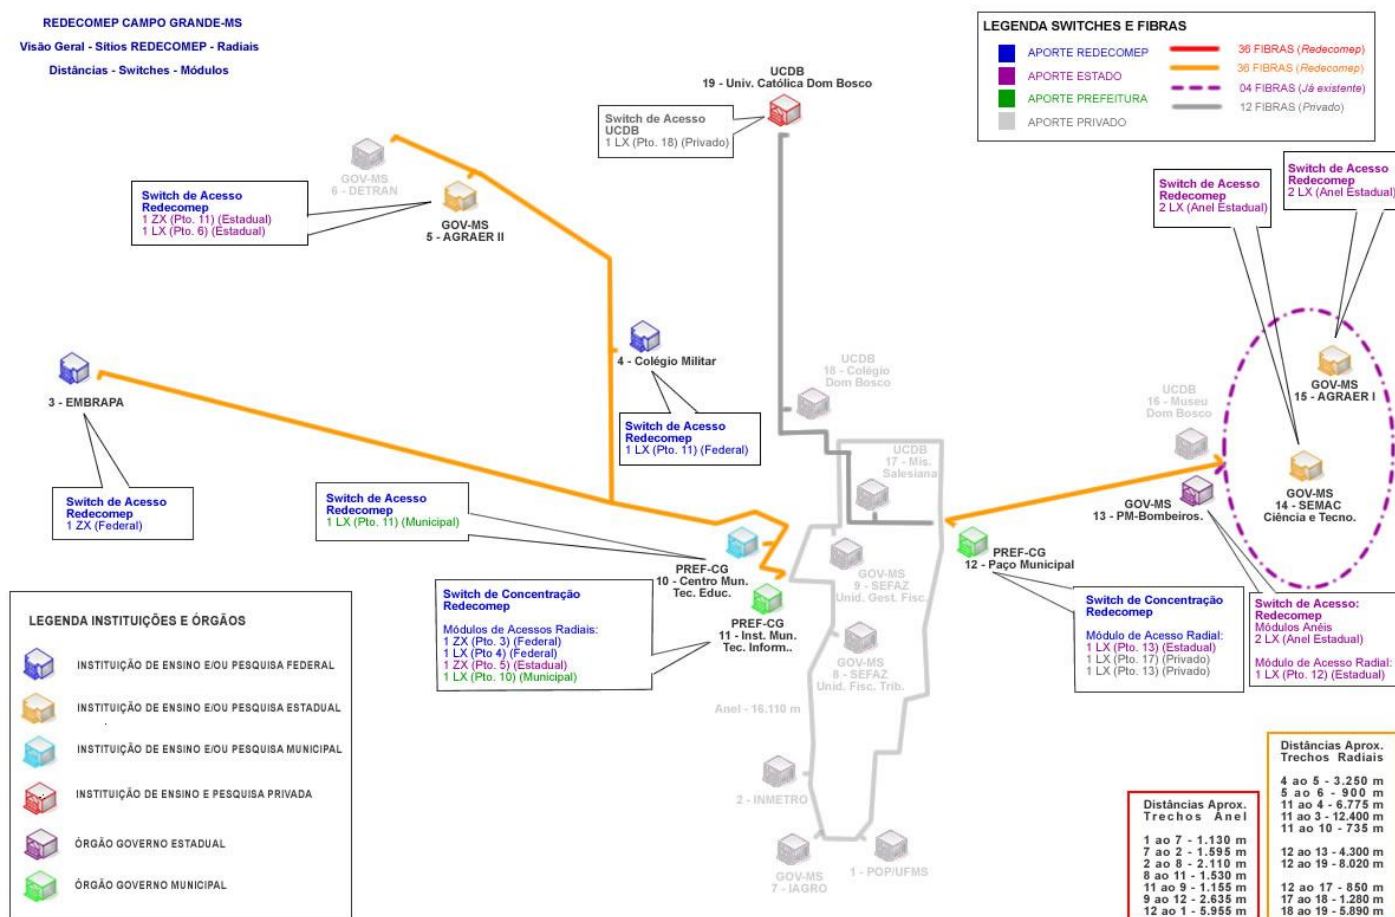 REDECOMEP CAMPO GRANDE-MS
Visão Geral - Sítios REDECOMEP - Radiais
Distâncias - Switches - Módulos
LEGENDA SWITCHES E FIBRAS
APORTE REDECOMEP
APORTE ESTADO
APORTE PREFEITURA
APORTE PRIVADO
36 FIBRAS (Redecomep)
36 FIBRAS (Redecomep)
04 FIBRAS (Já existente)
12 FIBRAS (Privado)
UCDB
19 - Univ. Católica Dom Bosco
Switch de Acesso
UCDB
1 LX (Pto. 18) (Privado)
GOV-MS
6 - DETRAN
Switch de Acesso
Redecomep
1 ZX (Pto. 11) (Estadual)
1 LX (Pto. 6) (Estadual)
GOV-MS
5 - AGRAER II
Switch de Acesso
Redecomep
2 LX (Anel Estadual)
Switch de Acesso
Redecomep
2 LX (Anel Estadual)
4 - Colégio Militar
Switch de Acesso
Redecomep
1 LX (Pto. 11) (Federal)
3 - EMBRAPA
Switch de Acesso
Redecomep
1 ZX (Federal)
UCDB
18 - Colégio
Dom Bosco
UCDB
16 - Museu
Dom Bosco
GOV-MS
15 - AGRAER I
UCDB
17 - Mis.
Salesiana
GOV-MS
14 - SEMAC
Ciência e Tecno.
GOV-MS
13 - PM-Bombeiros.
Switch de Acesso
Redecomep
1 LX (Pto. 11) (Municipal)
PREF-CG
10 - Centro Mun.
Tec. Educ.
PREF-CG
12 - Paço Municipal
GOV-MS
9 - SEFAZ
Unid. Gest. Fisc.
Switch de Concentração
Redecomep
Módulos de Acessos Radiais:
1 ZX (Pto. 3) (Federal)
1 LX (Pto 4) (Federal)
1 ZX (Pto. 5) (Estadual)
1 LX (Pto. 10) (Municipal)
PREF-CG
11 - Inst. Mun.
Tec. Inform..
Switch de Concentração
Redecomep
Módulo de Acesso Radial:
1 LX (Pto. 13) (Estadual)
1 LX (Pto. 17) (Privado)
1 LX (Pto. 13) (Privado)
Switch de Acesso:
Redecomep
Módulos Anéis
2 LX (Anel Estadual)
Módulo de Acesso Radial:
1 LX (Pto. 12) (Estadual)
GOV-MS
8 - SEFAZ
Unid. Fisc. Trib.
Anel - 16.110 m
2 - INMETRO
GOV-MS
7 - IAGRO
1 - POP/UFMS
LEGENDA INSTITUIÇÕES E ÓRGÃOS
INSTITUIÇÃO DE ENSINO E/OU PESQUISA FEDERAL
INSTITUIÇÃO DE ENSINO E/OU PESQUISA ESTADUAL
INSTITUIÇÃO DE ENSINO E/OU PESQUISA MUNICIPAL
INSTITUIÇÃO DE ENSINO E PESQUISA PRIVADA
ÓRGÃO GOVERNO ESTADUAL
ÓRGÃO GOVERNO MUNICIPAL
Distâncias Aprox.
Trechos Anel
1 ao 7 - 1.130 m
7 ao 2 - 1.595 m
2 ao 8 - 2.110 m
8 ao 11 - 1.530 m
11 ao 9 - 1.155 m
9 ao 12 - 2.635 m
12 ao 1 - 5.955 m
Distâncias Aprox.
Trechos Radiais
4 ao 5 - 3.250 m
5 ao 6 - 900 m
11 ao 4 - 6.775 m
11 ao 3 - 12.400 m
11 ao 10 - 735 m
12 ao 13 - 4.300 m
12 ao 19 - 8.020 m
12 ao 17 - 850 m
17 ao 18 - 1.280 m
18 ao 19 - 5.890 m